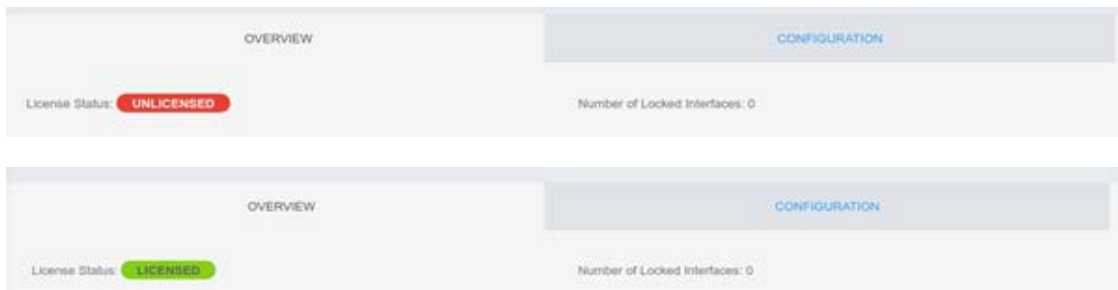 OVERVIEW CONFIGURATION
License Status: UNLICENSED Number of Locked Interfaces: 0
OVERVIEW CONFIGURATION
License Status: LICENSED Number of Locked Interfaces: 0